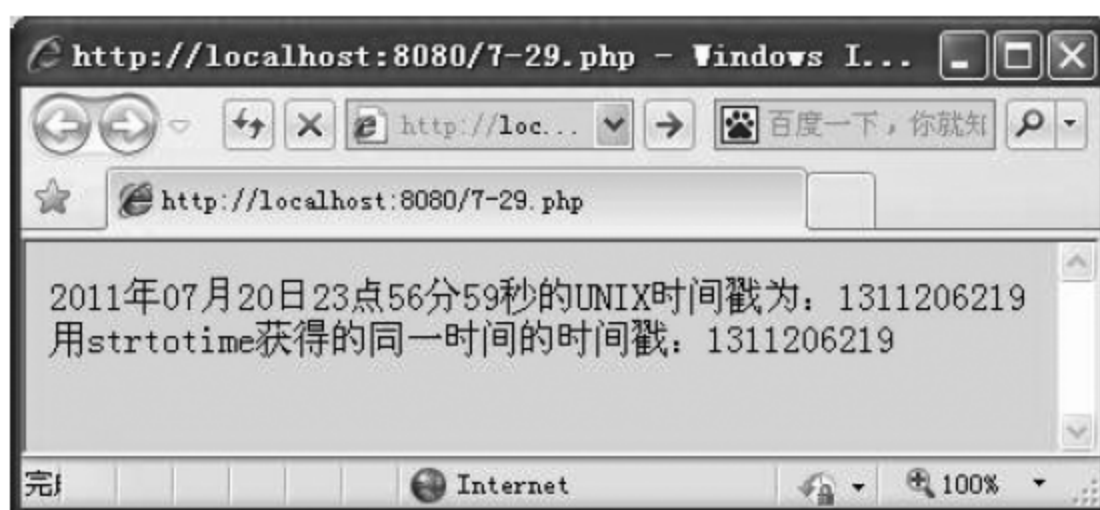 http://localhost:8080/7-29.php - Windows I...
http://loc...
百度一下，你就知
http://localhost:8080/7-29.php
2011年07月20日23点56分59秒的UNIX时间戳为：1311206219
用strtotime获得的同一时间的时间戳：1311206219
Internet
100%